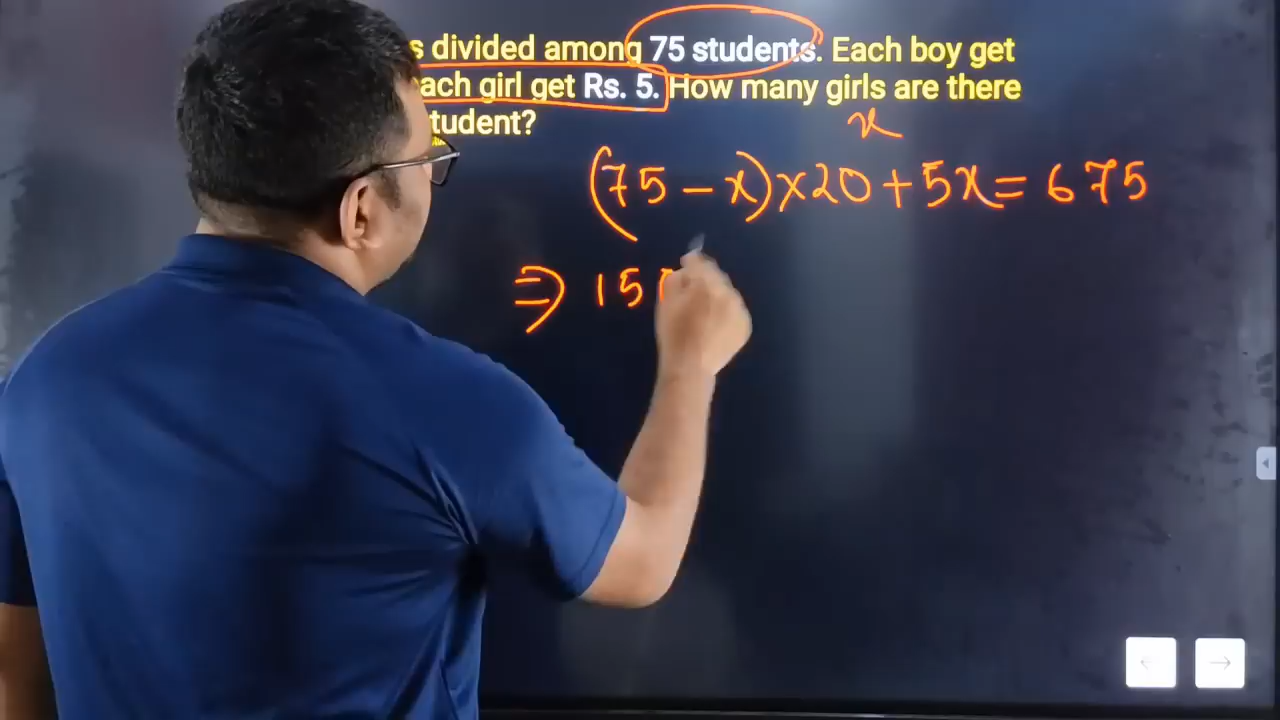 s divided among 75 students. Each boy get
ach girl get Rs. 5. How many girls are there
tudent?
x
(75 - x) x 20 + 5x = 675
⇒ 15